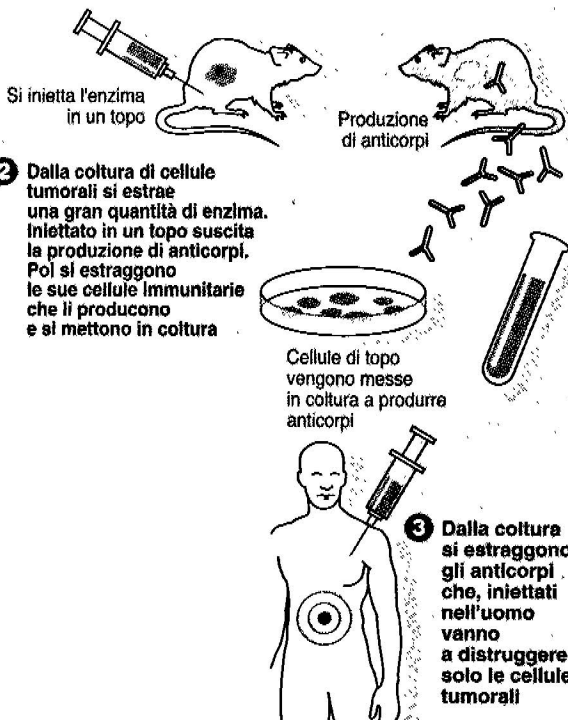 Si inietta l'enzima
in un topo
Produzione
di anticorpi
2 Dalla coltura di cellule
tumorali si estrae
una gran quantità di enzima.
Iniettato in un topo suscita
la produzione di anticorpi.
Poi si estraggono
le sue cellule immunitarie
che li producono
e si mettono in coltura
Cellule di topo
vengono messe
in coltura a produrre
anticorpi
3 Dalla coltura
si estraggono
gli anticorpi
che, iniettati
nell'uomo
vanno
a distruggere
solo le cellule
tumorali